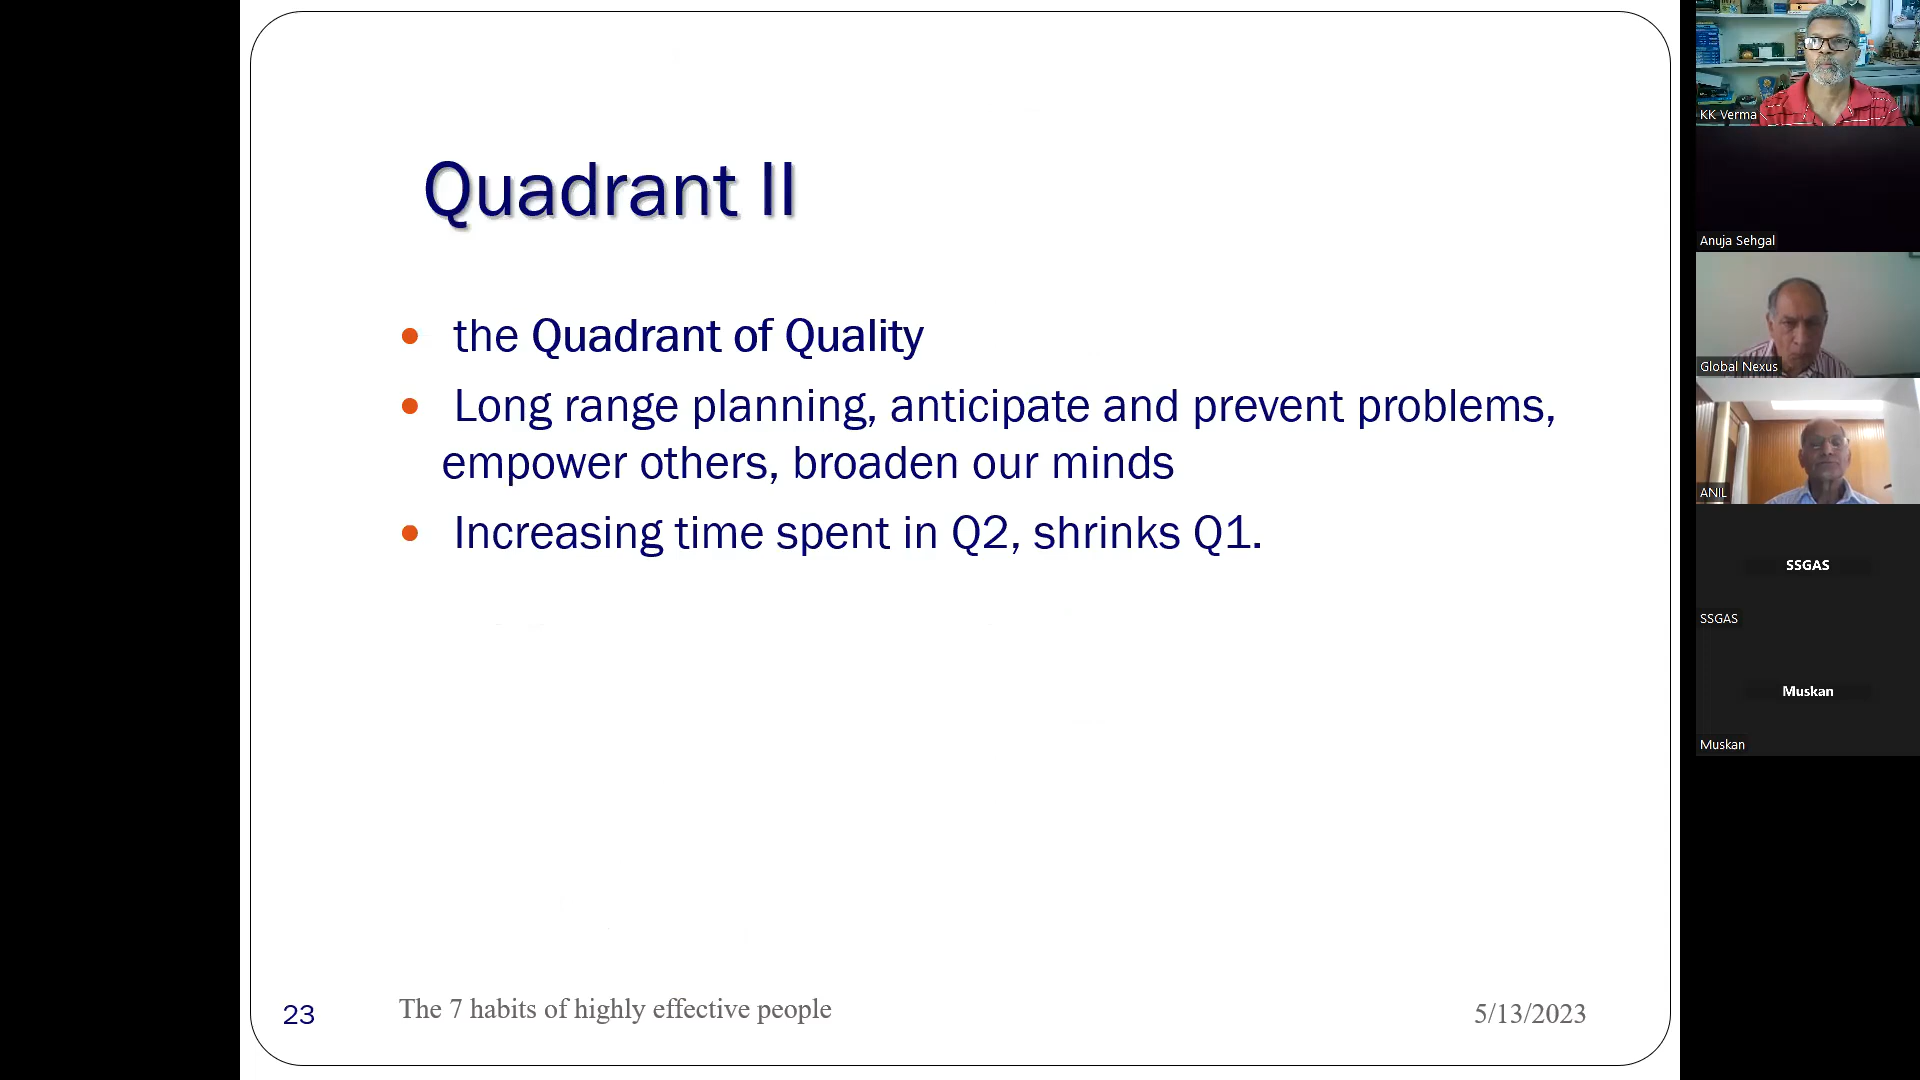 Quadrant II
the Quadrant of Quality
Long range planning, anticipate and prevent problems,
empower others, broaden our minds
Increasing time spent in Q2, shrinks Q1.
23
The 7 habits of highly effective people
5/13/2023
KK Verma
Anuja Sehgal
Global Nexus
ANIL
SSGAS
SSGAS
Muskan
Muskan